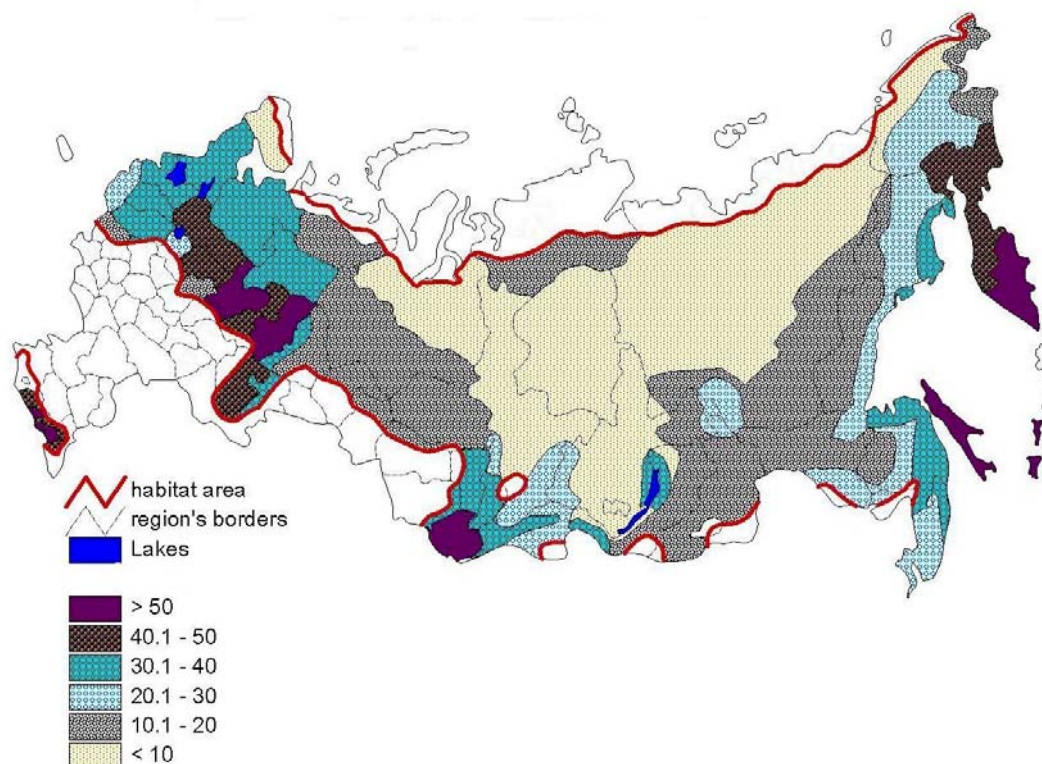 habitat area
region's borders
Lakes
> 50
40.1 - 50
30.1 - 40
20.1 - 30
10.1 - 20
< 10